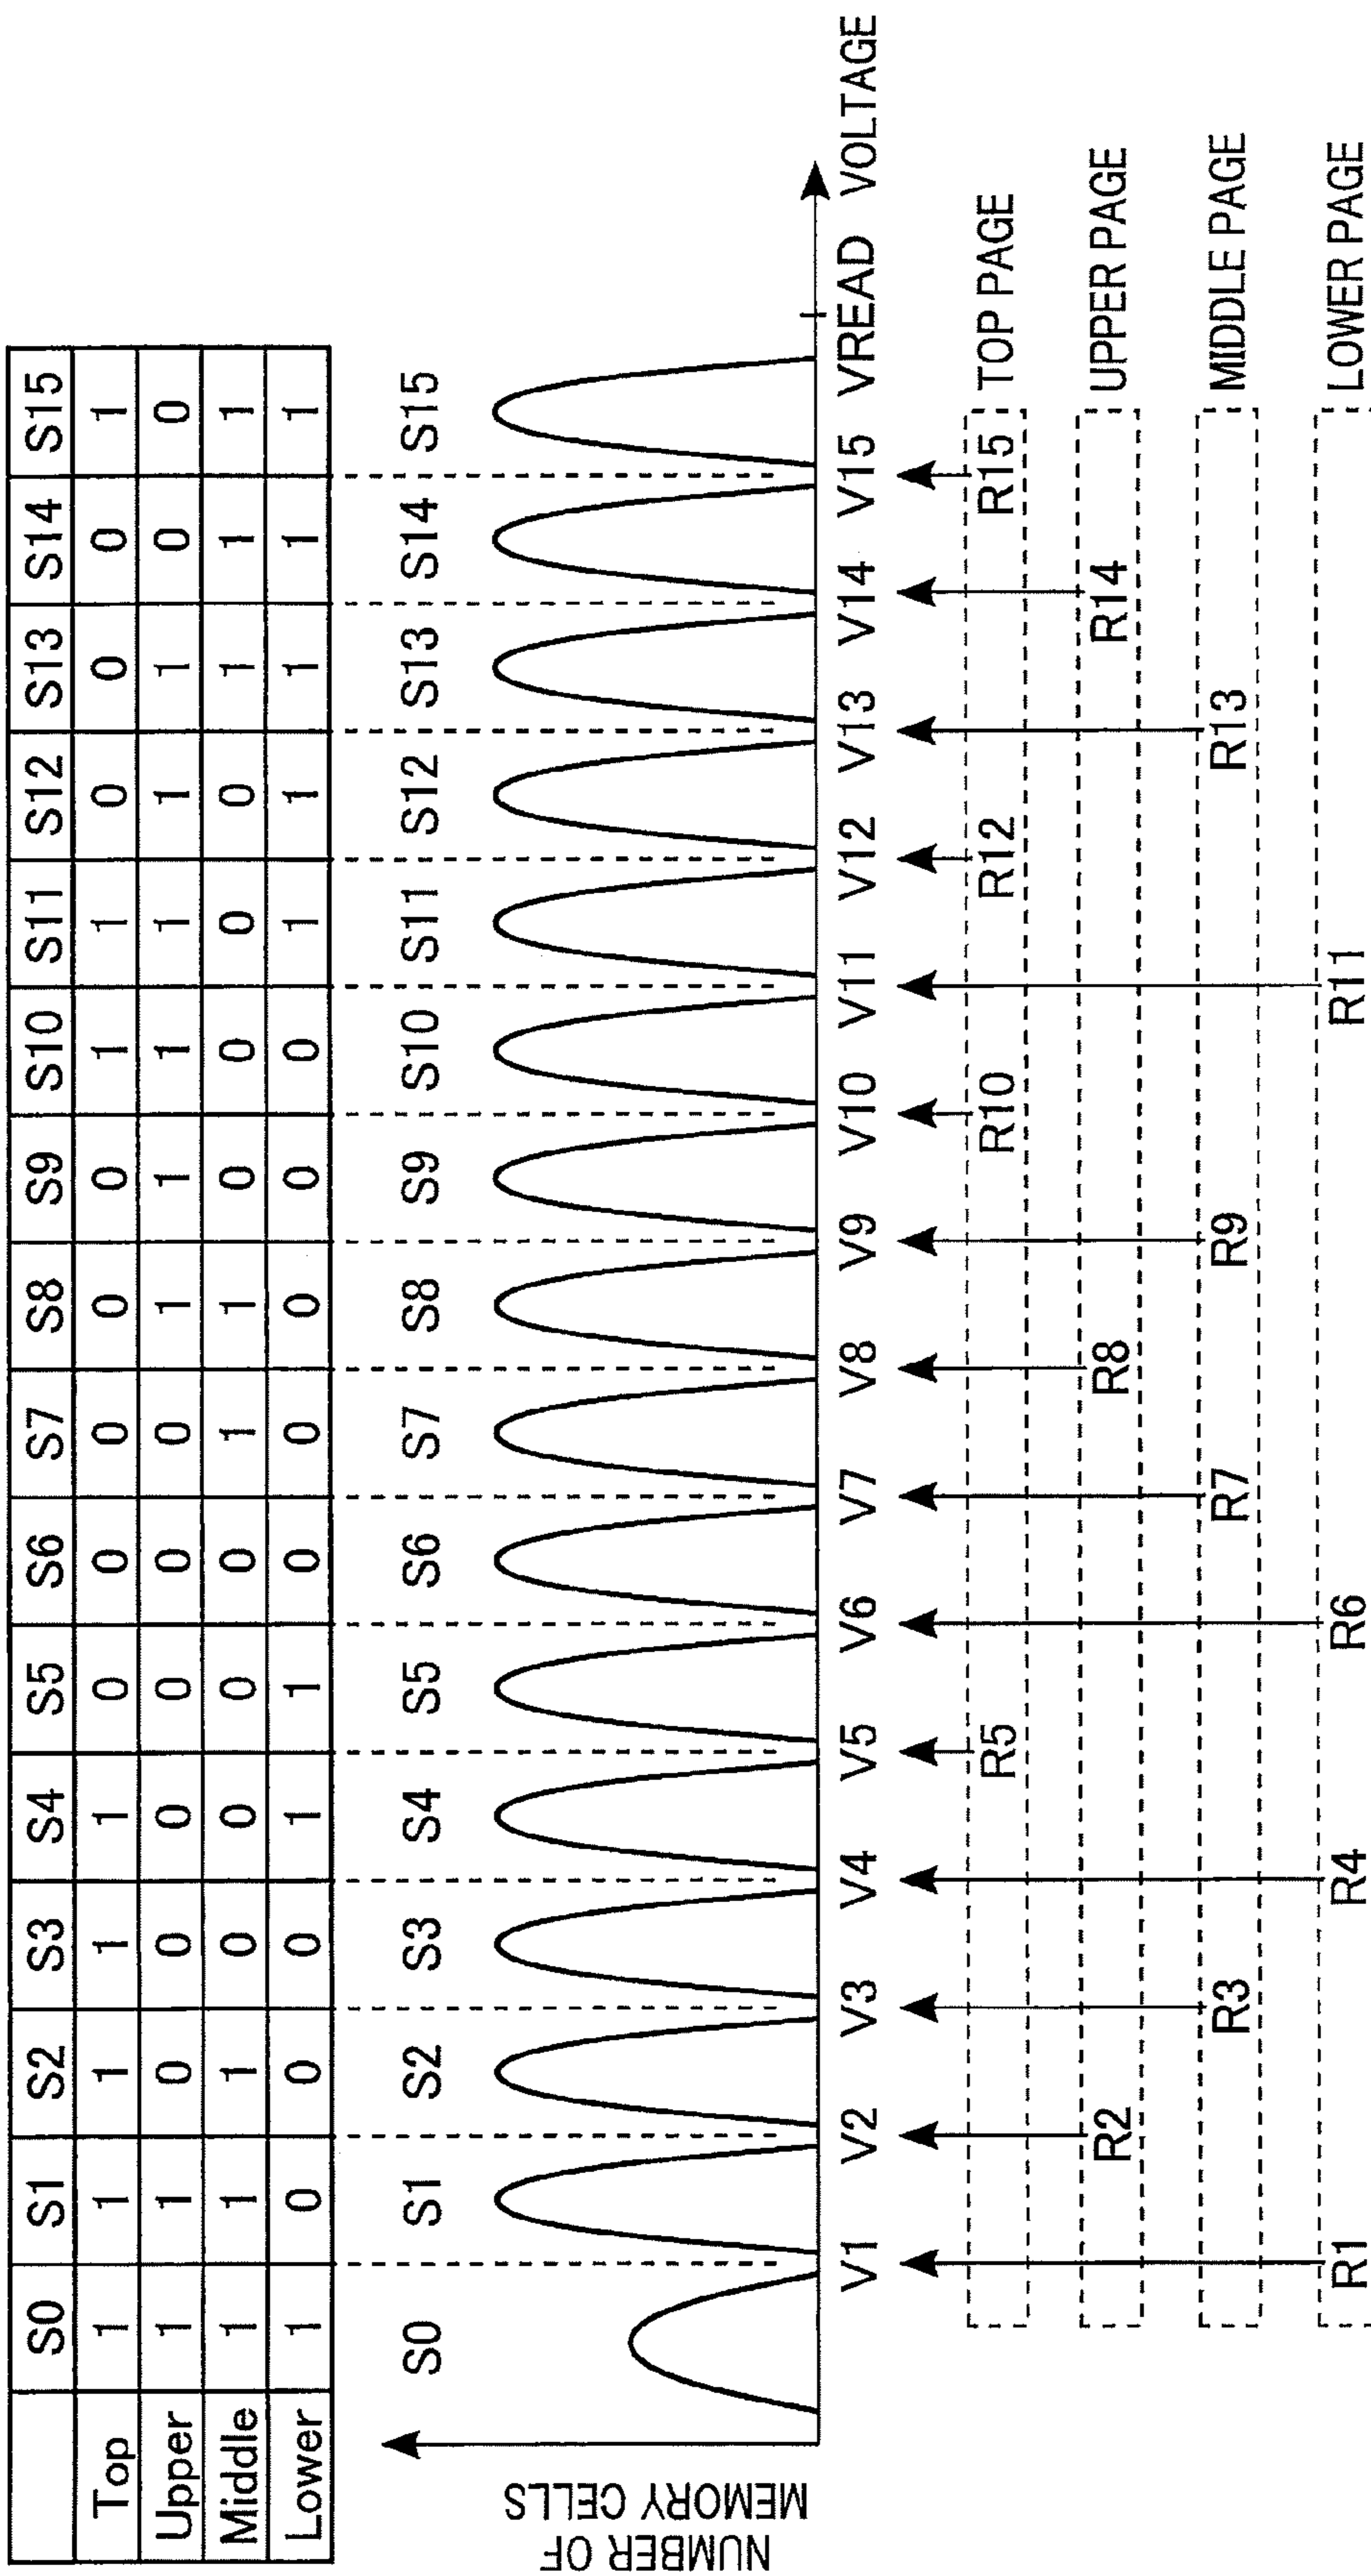 S0 S1 S2 S3 S4 S5 S6 S7 S8 S9 S10 S11 S12 S13 S14 S15
Top 1 1 1 1 1 0 0 0 0 0 1 1 0 0 0 1
Upper 1 1 0 0 0 0 0 0 1 1 1 1 1 1 0 0
Middle 1 1 1 0 0 0 0 1 1 0 0 0 0 1 1 1
Lower 1 0 0 0 1 1 0 0 0 0 0 1 1 1 1 1
NUMBER OF
MEMORY CELLS
S0 S1 S2 S3 S4 S5 S6 S7 S8 S9 S10 S11 S12 S13 S14 S15
V1 V2 V3 V4 V5 V6 V7 V8 V9 V10 V11 V12 V13 V14 V15 VREAD VOLTAGE
R5 R10 R12 R15 TOP PAGE
R2 R8 R14 UPPER PAGE
R3 R7 R9 R13 MIDDLE PAGE
R1 R4 R6 R11 LOWER PAGE